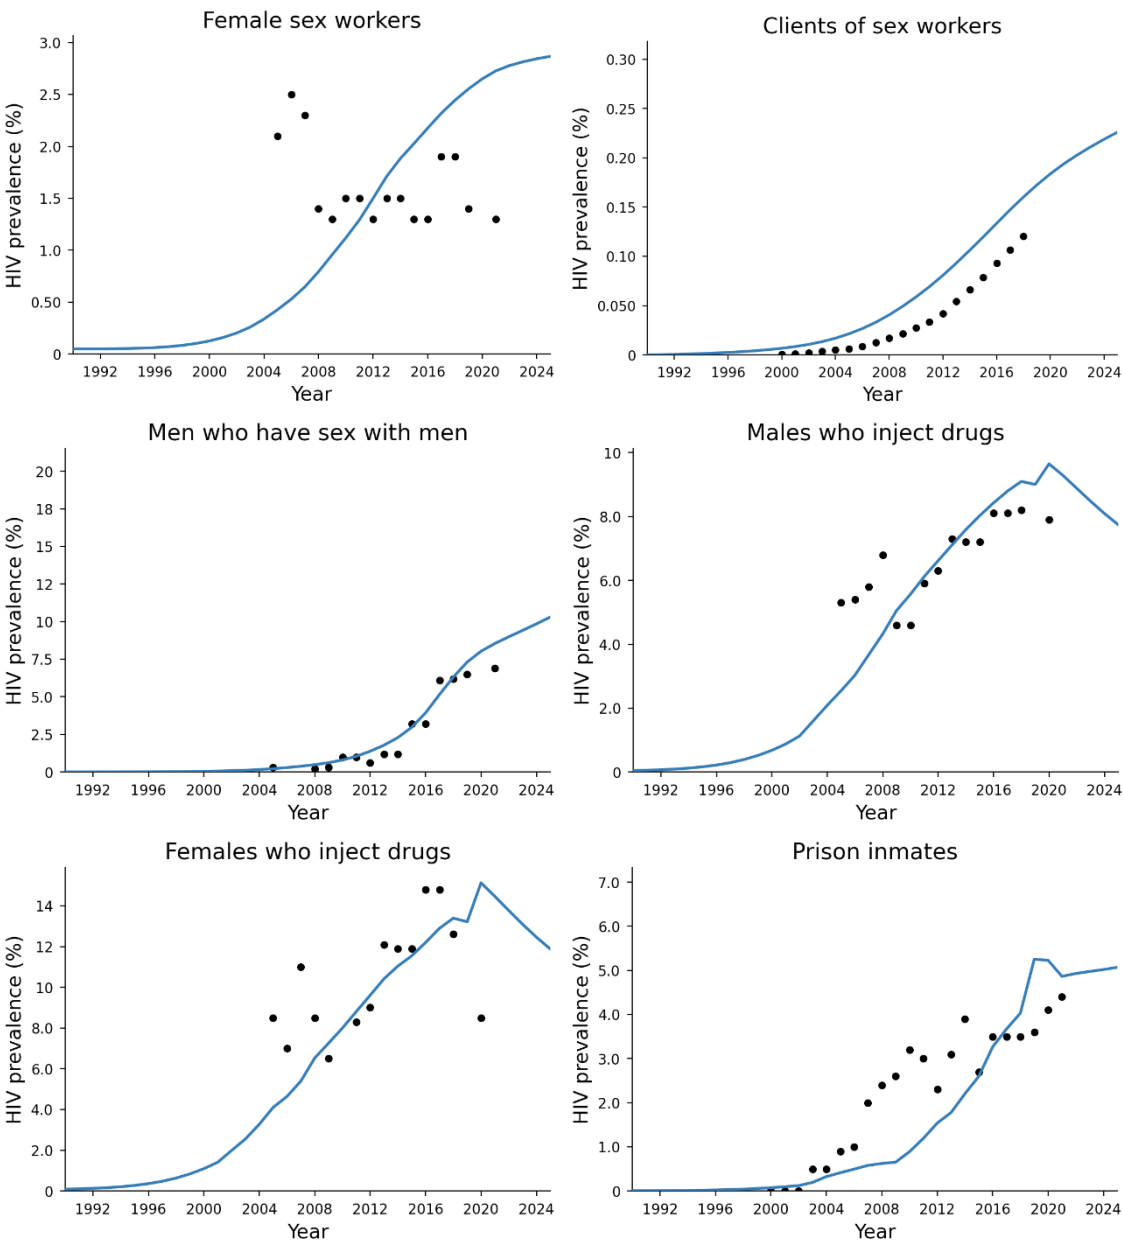 Female sex workers
HIV prevalence (%)
3.0
2.5
2.0
1.5
1.0
0.50
0
1992 1996 2000 2004 2008 2012 2016 2020 2024
Year
Clients of sex workers
HIV prevalence (%)
0.30
0.25
0.20
0.15
0.10
0.050
0
1992 1996 2000 2004 2008 2012 2016 2020 2024
Year
Men who have sex with men
HIV prevalence (%)
20
18
15
12
10
7.5
5.0
2.5
0
1992 1996 2000 2004 2008 2012 2016 2020 2024
Year
Males who inject drugs
HIV prevalence (%)
10
8.0
6.0
4.0
2.0
0
1992 1996 2000 2004 2008 2012 2016 2020 2024
Year
Females who inject drugs
HIV prevalence (%)
14
12
10
8.0
6.0
4.0
2.0
0
1992 1996 2000 2004 2008 2012 2016 2020 2024
Year
Prison inmates
HIV prevalence (%)
7.0
6.0
5.0
4.0
3.0
2.0
1.0
0
1992 1996 2000 2004 2008 2012 2016 2020 2024
Year